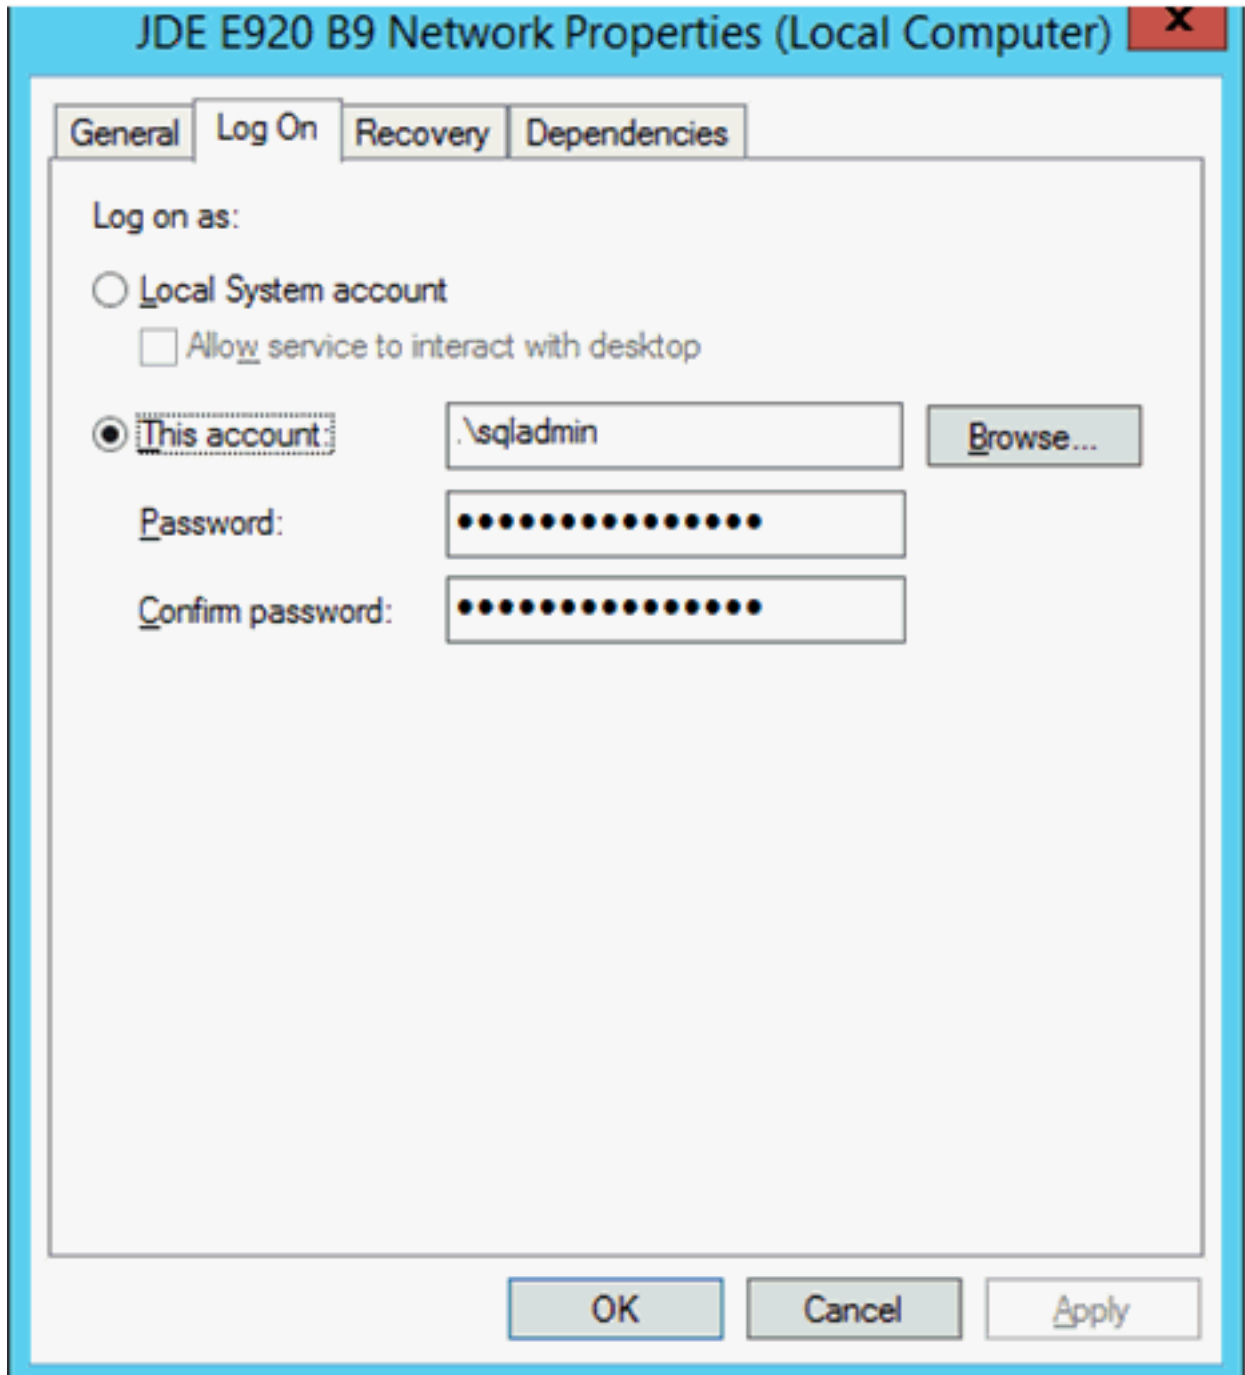 JDE E920 B9 Network Properties (Local Computer)
x
General Log On Recovery Dependencies
Log on as:
Local System account
Allow service to interact with desktop
This account: .\sqladmin Browse...
Password: ●●●●●●●●●●●●●●●
Confirm password: ●●●●●●●●●●●●●●●
OK Cancel Apply